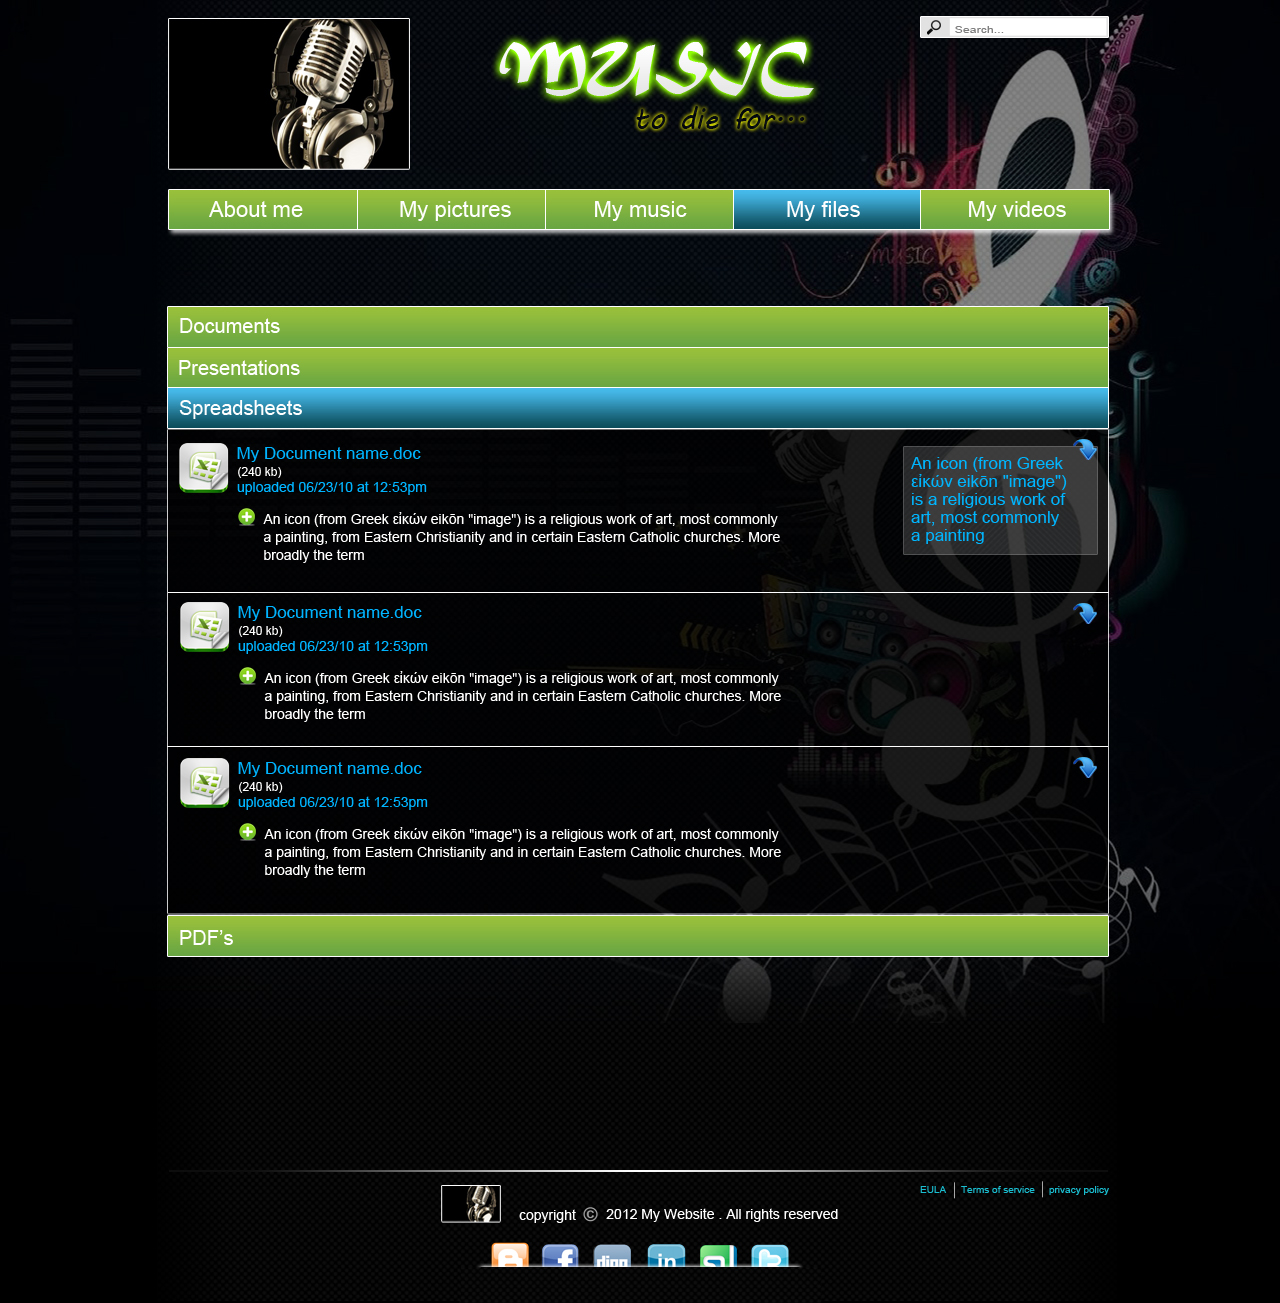 Search...
MUSIC
to die for...
About me
My pictures
My music
My files
My videos
MUSIC
Documents
Presentations
Spreadsheets
My Document name.doc
(240 kb)
uploaded 06/23/10 at 12:53pm
An icon (from Greek εἰκών eikōn "image") is a religious work of art, most commonly
a painting, from Eastern Christianity and in certain Eastern Catholic churches. More
broadly the term
An icon (from Greek
εἰκών eikōn "image")
is a religious work of
art, most commonly
a painting
My Document name.doc
(240 kb)
uploaded 06/23/10 at 12:53pm
An icon (from Greek εἰκών eikōn "image") is a religious work of art, most commonly
a painting, from Eastern Christianity and in certain Eastern Catholic churches. More
broadly the term
My Document name.doc
(240 kb)
uploaded 06/23/10 at 12:53pm
An icon (from Greek εἰκών eikōn "image") is a religious work of art, most commonly
a painting, from Eastern Christianity and in certain Eastern Catholic churches. More
broadly the term
PDF's
EULA
Terms of service
privacy policy
copyright © 2012 My Website . All rights reserved
digg
in